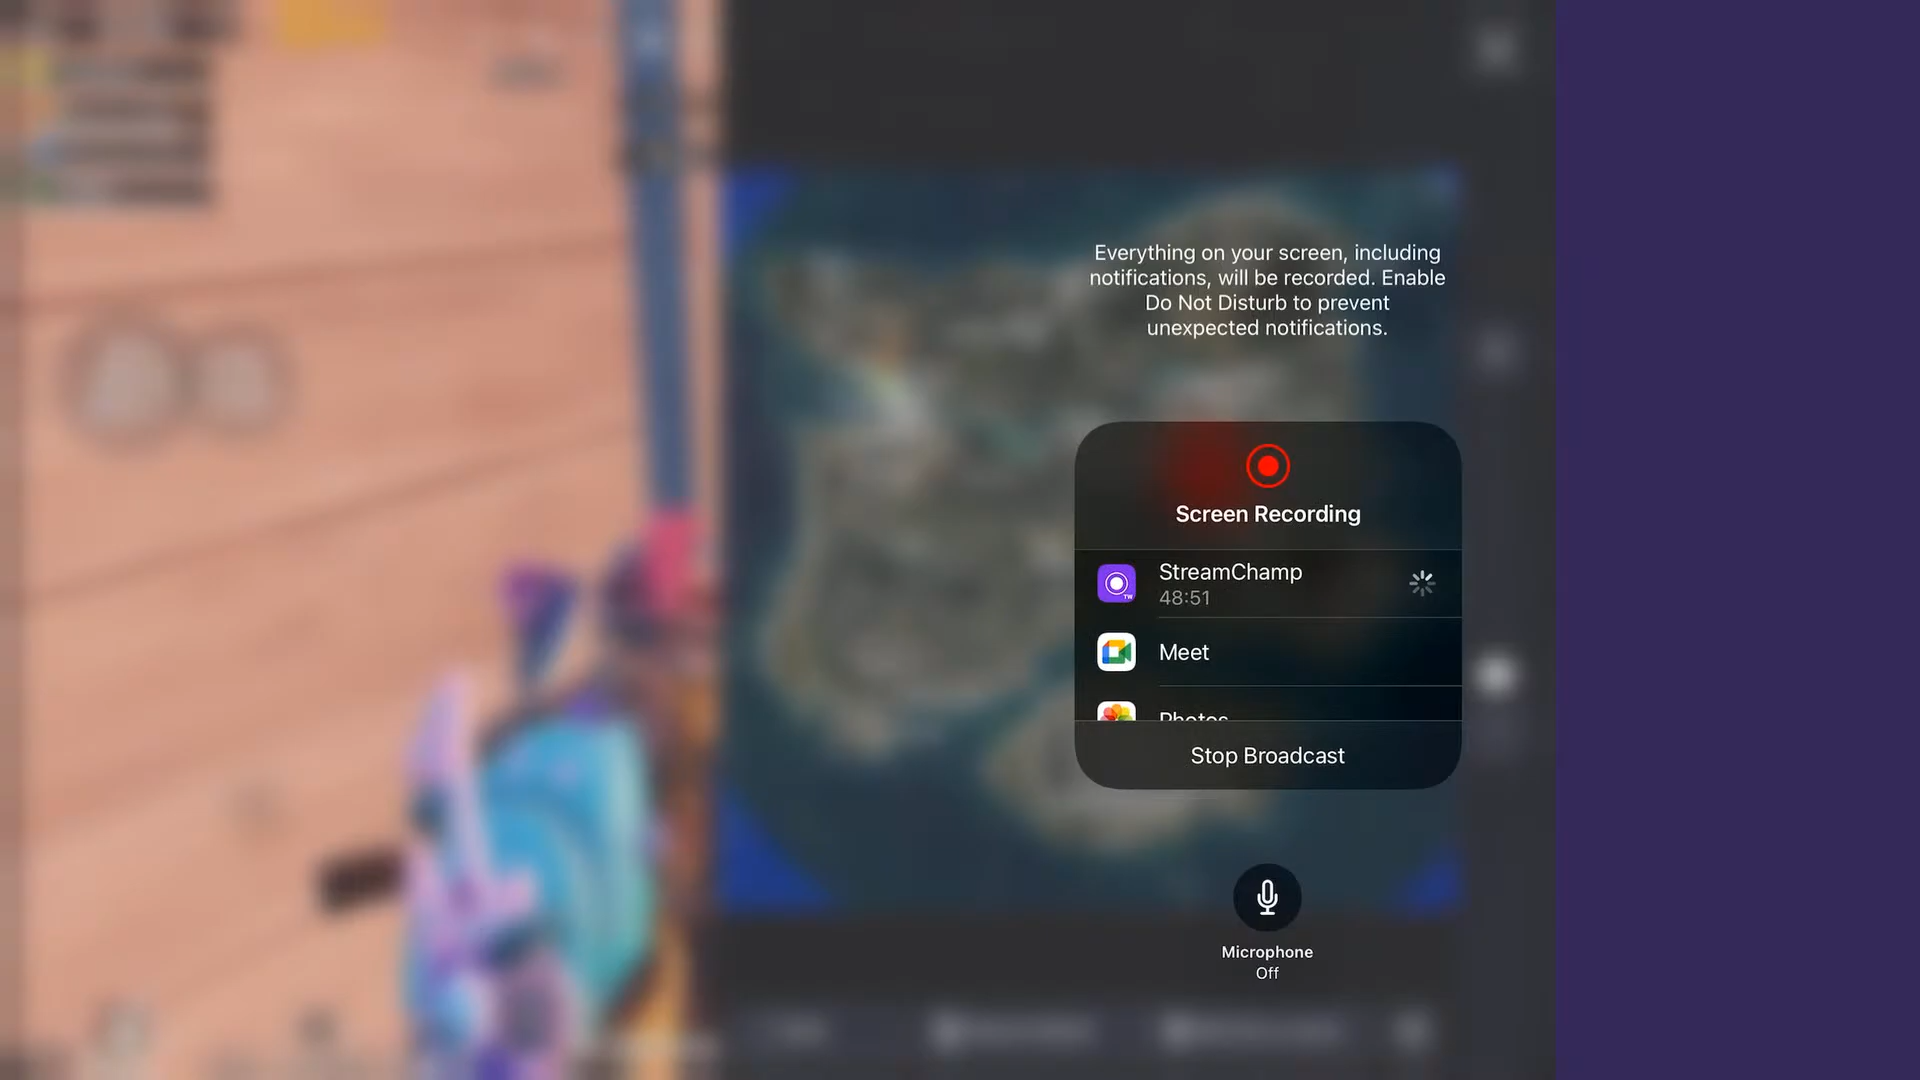 Everything on your screen, including
notifications, will be recorded. Enable
Do Not Disturb to prevent
unexpected notifications.
Screen Recording
StreamChamp
48:51
Meet
Photos
Stop Broadcast
Microphone
Off